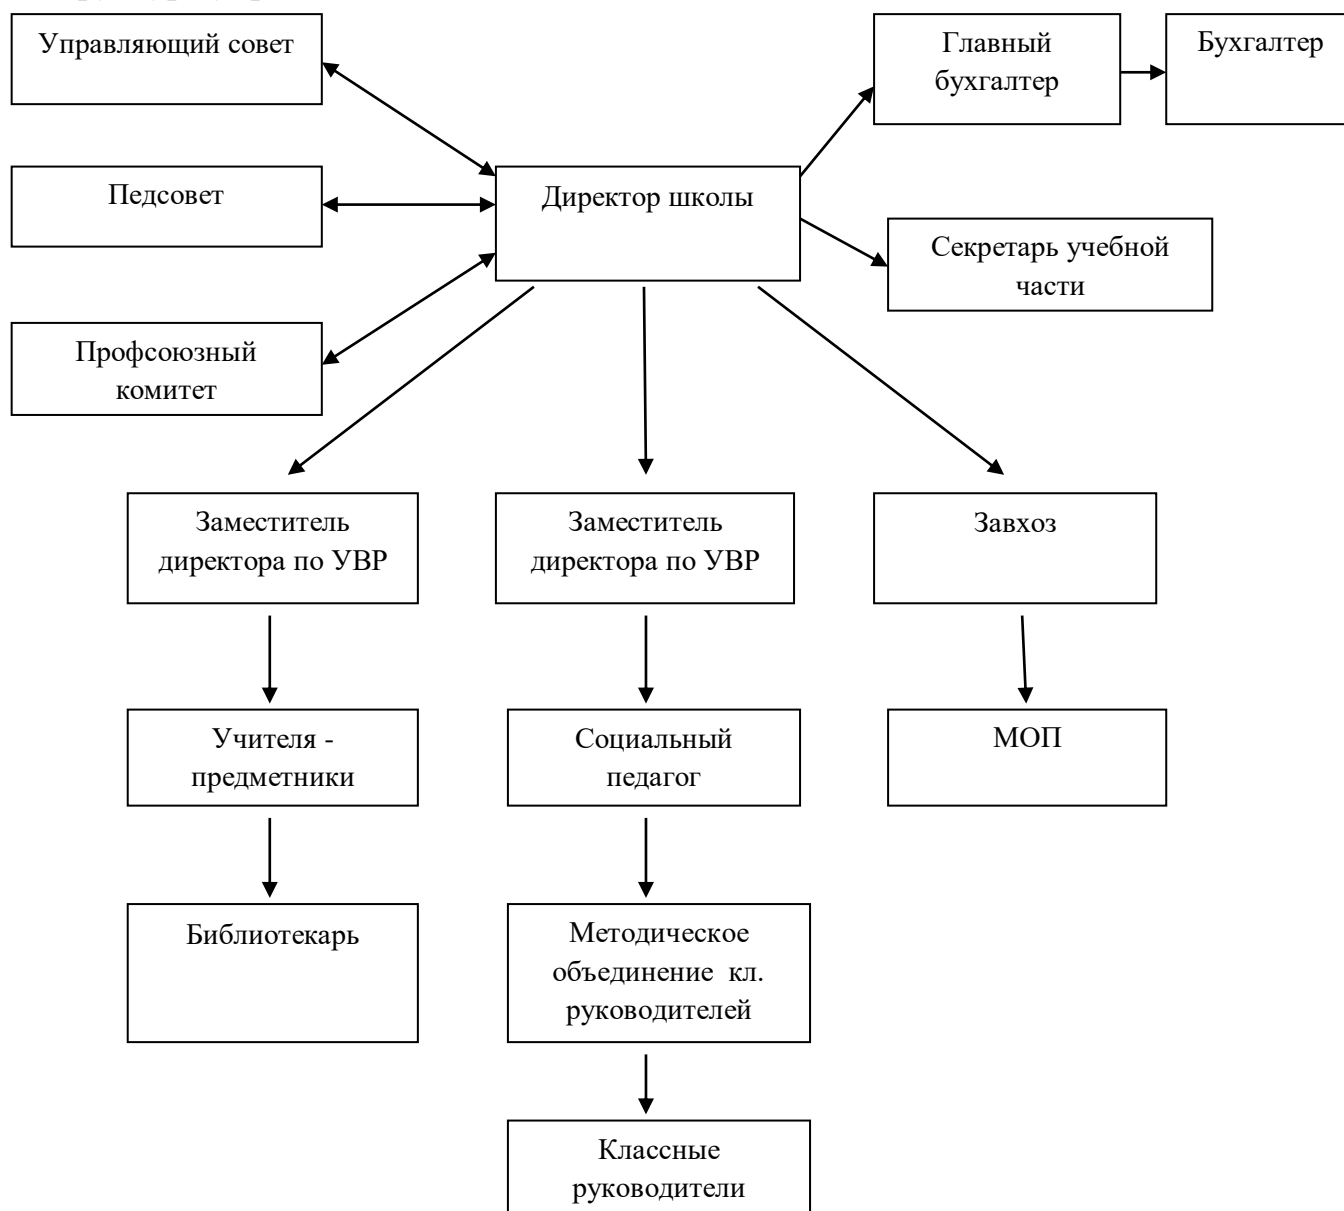 Управляющий совет
Главный
бухгалтер
Бухгалтер
Педсовет
Директор школы
Секретарь учебной
части
Профсоюзный
комитет
Заместитель
директора по УВР
Заместитель
директора по УВР
Завхоз
Учителя -
предметники
Социальный
педагог
МОП
Библиотекарь
Методическое
объединение кл.
руководителей
Классные
руководители